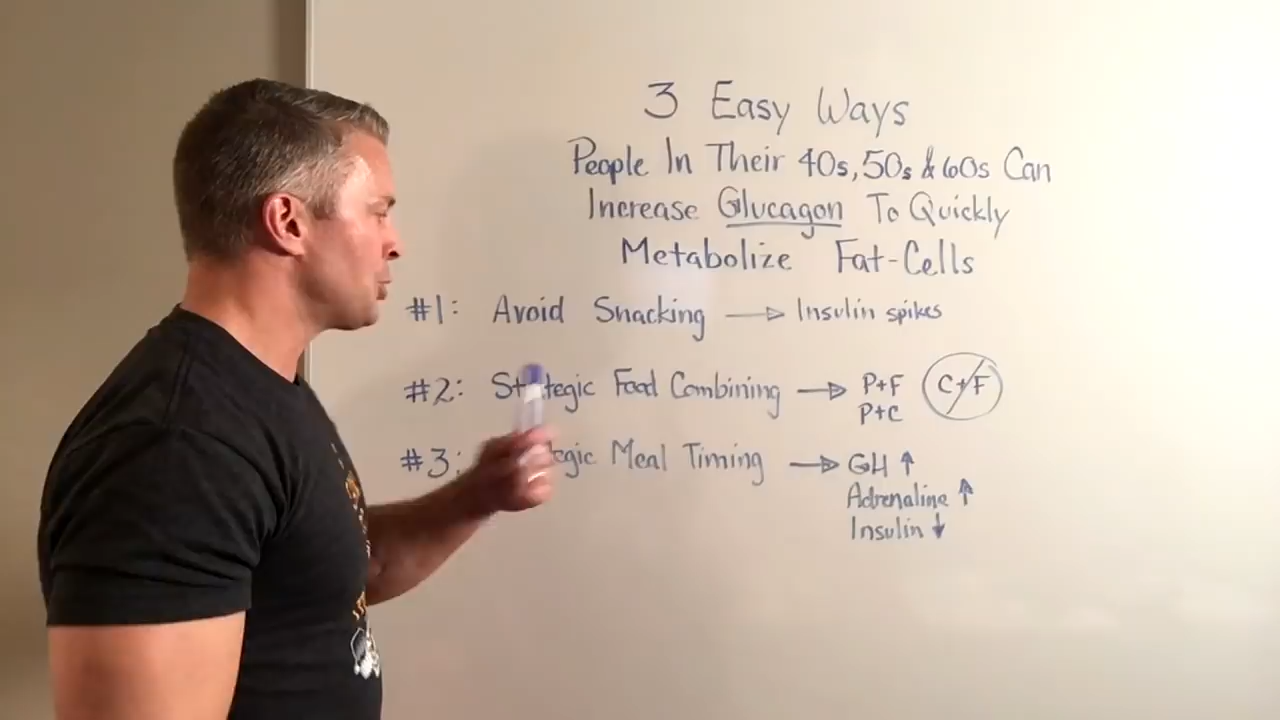 3 Easy Ways
People In Their 40s, 50s & 60s Can
Increase Glucagon To Quickly
Metabolize Fat-Cells
#1: Avoid Snacking → Insulin spikes
#2: Strategic Food Combining → P+F C+F
P+C
#3: Meal Timing → GH ↑
Adrenaline ↑
Insulin ↓